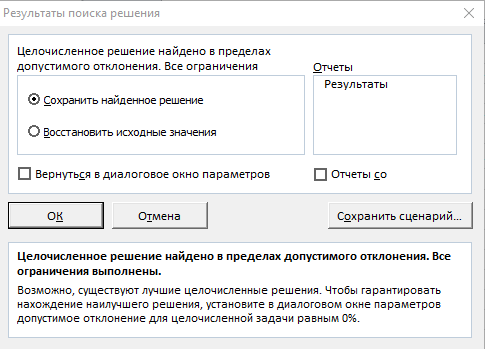 Результаты поиска решения
Целочисленное решение найдено в пределах
допустимого отклонения. Все ограничения
Отчеты
Результаты
Сохранить найденное решение
Восстановить исходные значения
Вернуться в диалоговое окно параметров
Отчеты со
ОК
Отмена
Сохранить сценарий...
Целочисленное решение найдено в пределах допустимого отклонения. Все
ограничения выполнены.
Возможно, существуют лучшие целочисленные решения. Чтобы гарантировать
нахождение наилучшего решения, установите в диалоговом окне параметров
допустимое отклонение для целочисленной задачи равным 0%.